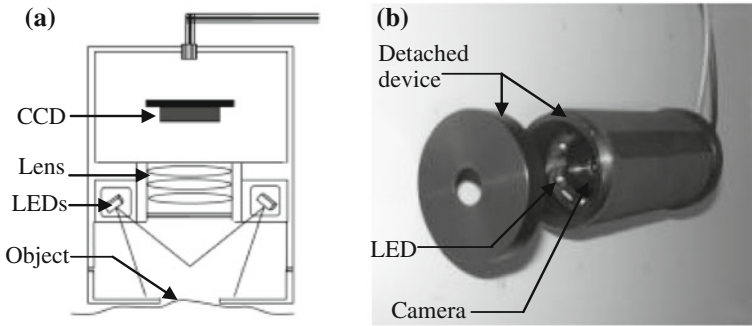 (a)
CCD
Lens
LEDs
Object
(b)
Detached
device
LED
Camera